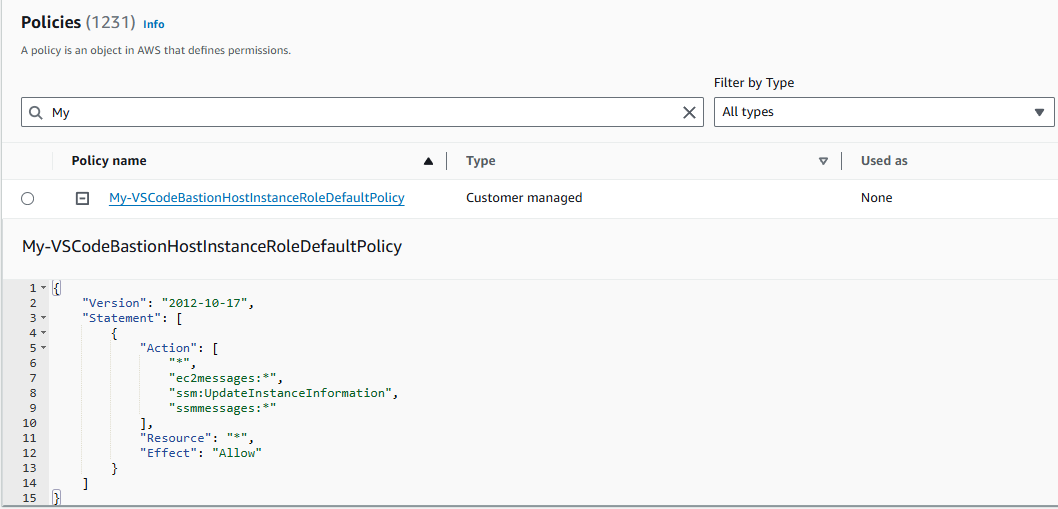 Policies (1231) Info
A policy is an object in AWS that defines permissions.
Filter by Type
My
All types
Policy name Type Used as
My-VSCodeBastionHostInstanceRoleDefaultPolicy Customer managed None
My-VSCodeBastionHostInstanceRoleDefaultPolicy
1 {
2     "Version": "2012-10-17",
3     "Statement": [
4         {
5             "Action": [
6                 "*",
7                 "ec2messages:*",
8                 "ssm:UpdateInstanceInformation",
9                 "ssmmessages:*"
10             ],
11             "Resource": "*",
12             "Effect": "Allow"
13         }
14     ]
15 }